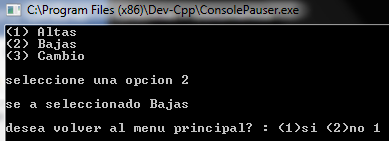 C:\Program Files (x86)\Dev-Cpp\ConsolePauser.exe
(1) Altas
(2) Bajas
(3) Cambio
seleccione una opcion 2
se a seleccionado Bajas
desea volver al menu principal? : (1)si (2)no 1